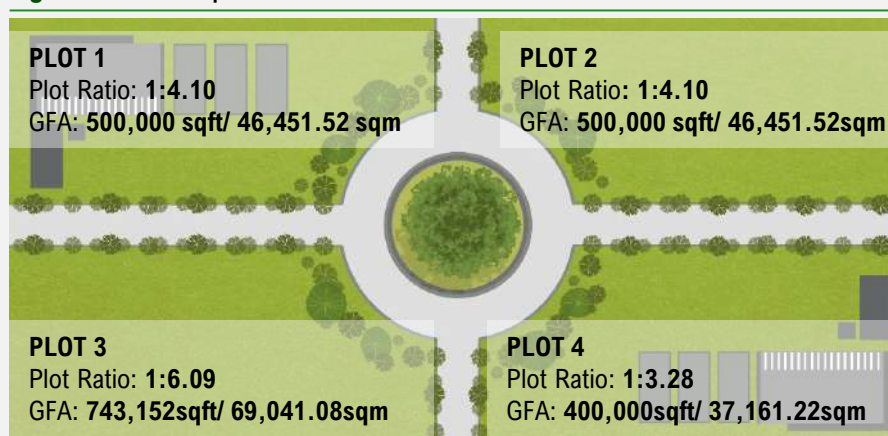 PLOT 1
Plot Ratio: 1:4.10
GFA: 500,000 sqft/ 46,451.52 sqm
PLOT 2
Plot Ratio: 1:4.10
GFA: 500,000 sqft/ 46,451.52sqm
PLOT 3
Plot Ratio: 1:6.09
GFA: 743,152sqft/ 69,041.08sqm
PLOT 4
Plot Ratio: 1:3.28
GFA: 400,000sqft/ 37,161.22sqm